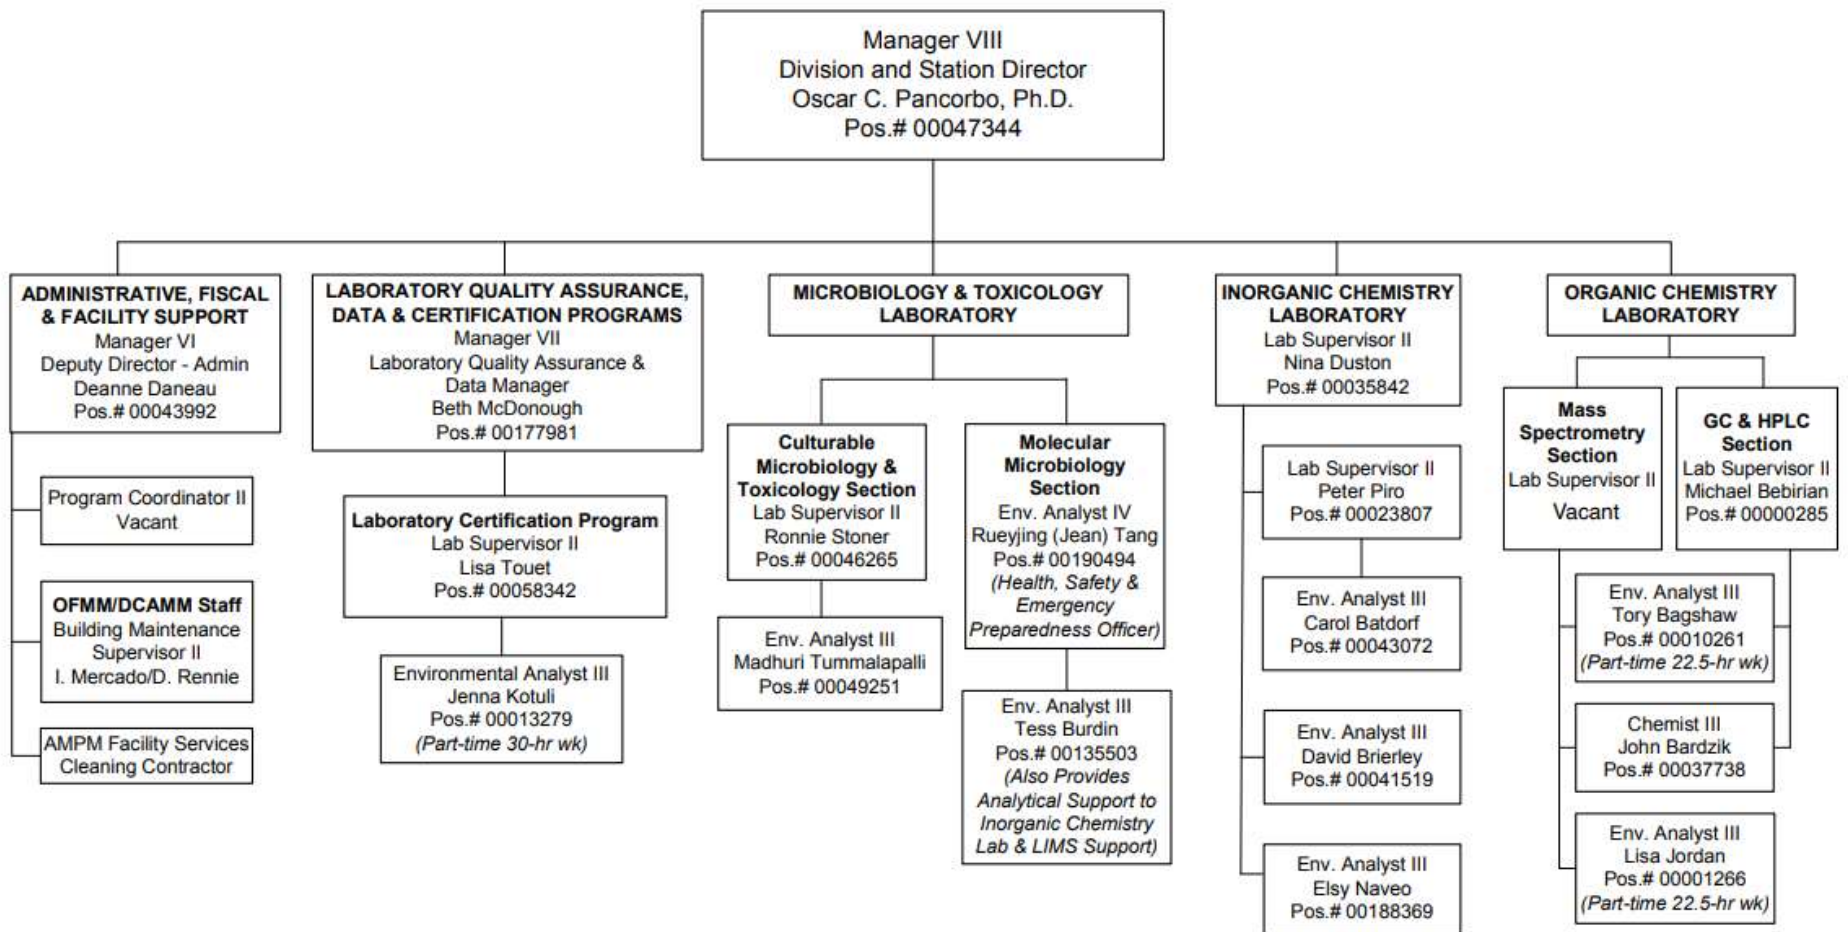 Manager VIII
Division and Station Director
Oscar C. Pancorbo, Ph.D.
Pos.# 00047344
ADMINISTRATIVE, FISCAL
& FACILITY SUPPORT
Manager VI
Deputy Director - Admin
Deanne Daneau
Pos.# 00043992
Program Coordinator II
Vacant
OFMM/DCAMM Staff
Building Maintenance
Supervisor II
I. Mercado/D. Rennie
AMPM Facility Services
Cleaning Contractor
LABORATORY QUALITY ASSURANCE,
DATA & CERTIFICATION PROGRAMS
Manager VII
Laboratory Quality Assurance &
Data Manager
Beth McDonough
Pos.# 00177981
Laboratory Certification Program
Lab Supervisor II
Lisa Touet
Pos.# 00058342
Environmental Analyst III
Jenna Kotuli
Pos.# 00013279
(Part-time 30-hr wk)
MICROBIOLOGY & TOXICOLOGY
LABORATORY
Culturable
Microbiology &
Toxicology Section
Lab Supervisor II
Ronnie Stoner
Pos.# 00046265
Env. Analyst III
Madhuri Tummalapalli
Pos.# 00049251
Molecular
Microbiology
Section
Env. Analyst IV
Rueyjing (Jean) Tang
Pos.# 00190494
(Health, Safety &
Emergency
Preparedness Officer)
Env. Analyst III
Tess Burdin
Pos.# 00135503
(Also Provides
Analytical Support to
Inorganic Chemistry
Lab & LIMS Support)
INORGANIC CHEMISTRY
LABORATORY
Lab Supervisor II
Nina Duston
Pos.# 00035842
Lab Supervisor II
Peter Piro
Pos.# 00023807
Env. Analyst III
Carol Batdorf
Pos.# 00043072
Env. Analyst III
David Brierley
Pos.# 00041519
Env. Analyst III
Elsy Naveo
Pos.# 00188369
ORGANIC CHEMISTRY
LABORATORY
Mass
Spectrometry
Section
Lab Supervisor II
Vacant
GC & HPLC
Section
Lab Supervisor II
Michael Bebirian
Pos.# 00000285
Env. Analyst III
Tory Bagshaw
Pos.# 00010261
(Part-time 22.5-hr wk)
Chemist III
John Bardzik
Pos.# 00037738
Env. Analyst III
Lisa Jordan
Pos.# 00001266
(Part-time 22.5-hr wk)